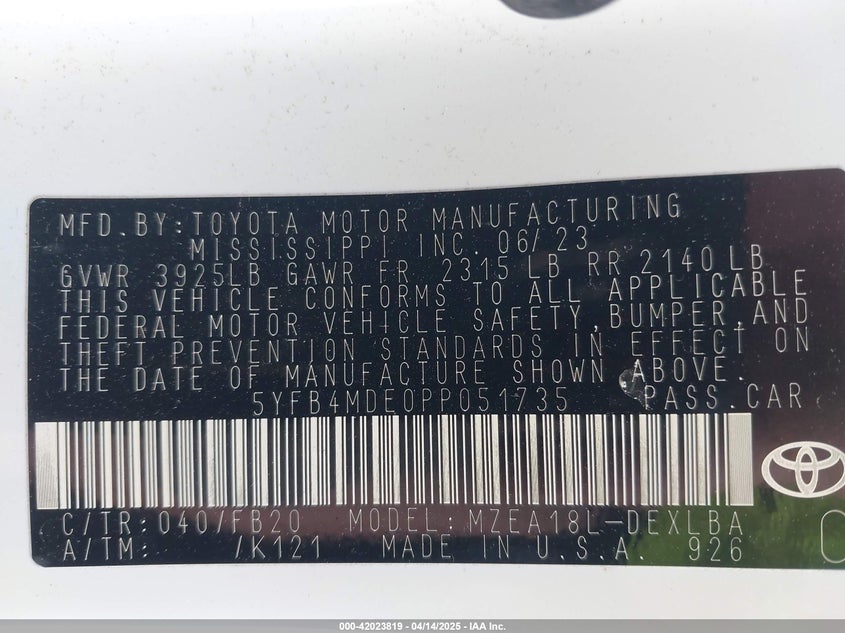 MFD. BY: TOYOTA MOTOR MANUFACTURING
MISSISSIPPI INC. 06/23
GVWR 3925LB GAWR FR 2315 LB RR 2140 LB
THIS VEHICLE CONFORMS TO ALL APPLICABLE
FEDERAL MOTOR VEHICLE SAFETY, BUMPER, AND
THEFT PREVENTION STANDARDS IN EFFECT ON
THE DATE OF MANUFACTURE SHOWN ABOVE.
5YFB4MDE0PP051735 PASS. CAR
C/TR: 040/FB20 MODEL: MZEA18L-DEXLBA
A/TM: /K121 MADE IN U.S.A. 926
000-42023819 - 04/14/2025 - IAA Inc.